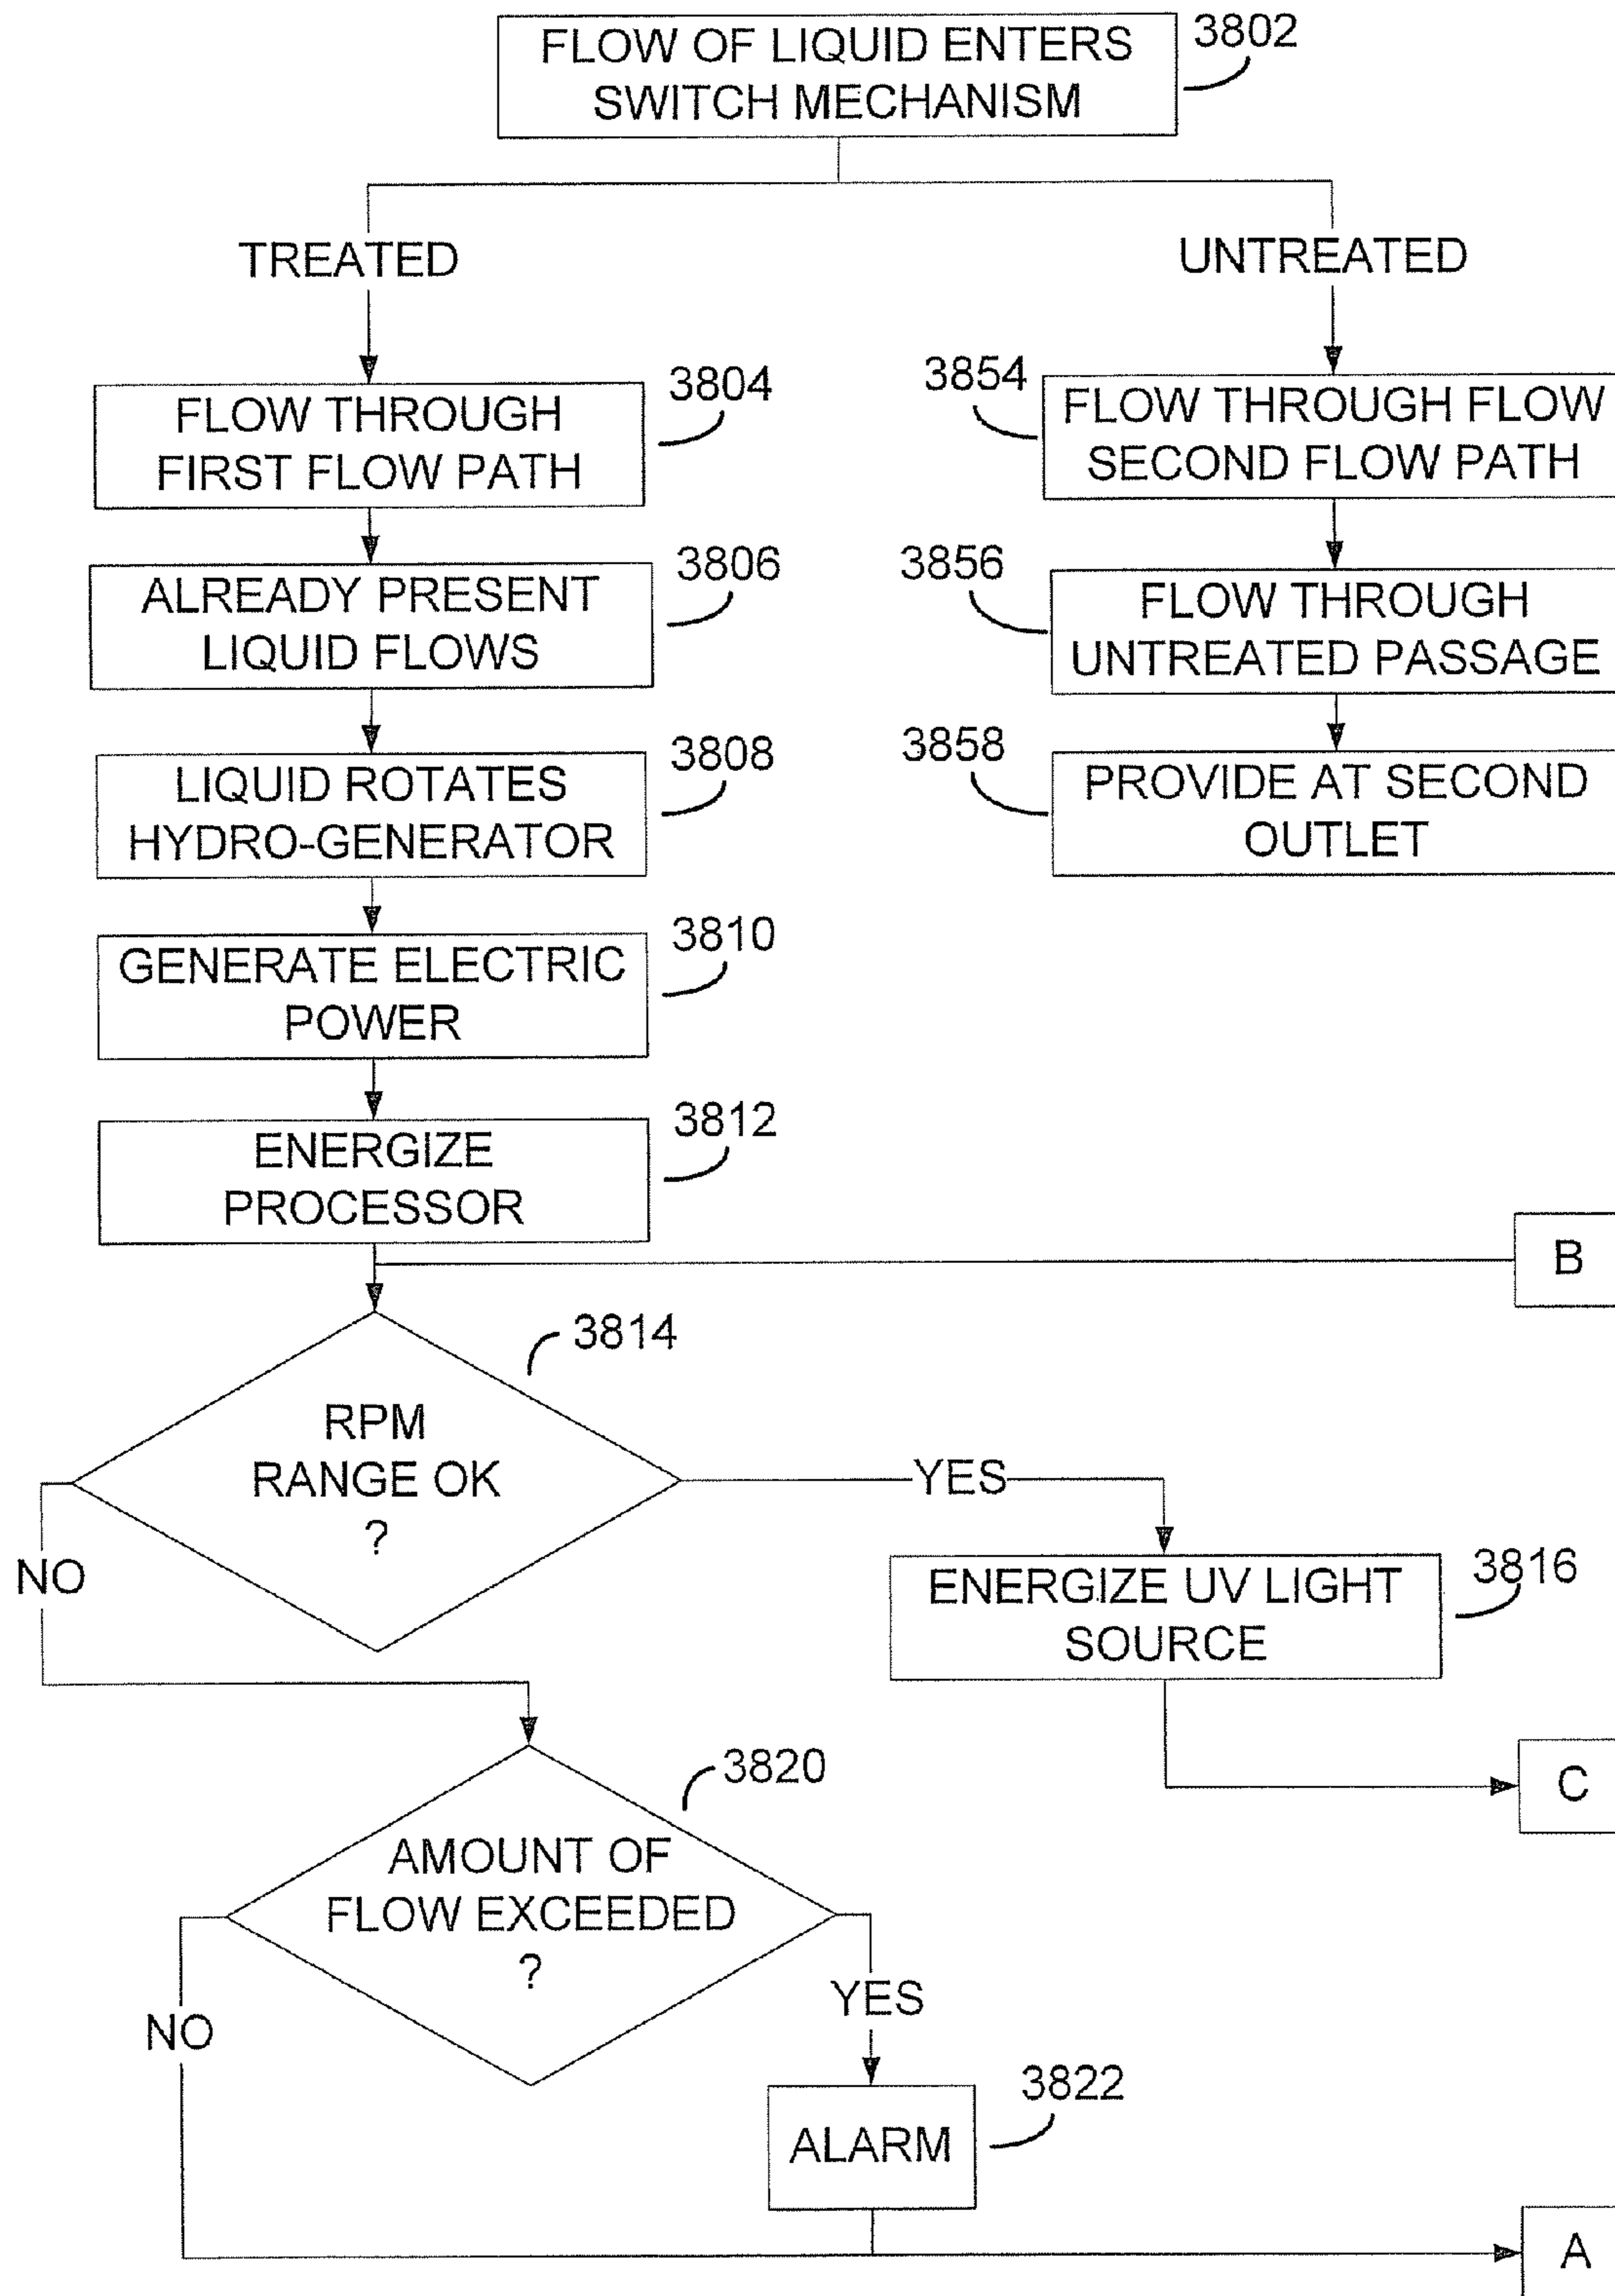 FLOW OF LIQUID ENTERS
SWITCH MECHANISM
3802
TREATED
UNTREATED
FLOW THROUGH
FIRST FLOW PATH
3804
3854
FLOW THROUGH FLOW
SECOND FLOW PATH
ALREADY PRESENT
LIQUID FLOWS
3806
3856
FLOW THROUGH
UNTREATED PASSAGE
LIQUID ROTATES
HYDRO-GENERATOR
3808
3858
PROVIDE AT SECOND
OUTLET
GENERATE ELECTRIC
POWER
3810
ENERGIZE
PROCESSOR
3812
B
3814
RPM
RANGE OK
?
YES
NO
ENERGIZE UV LIGHT
SOURCE
3816
C
3820
AMOUNT OF
FLOW EXCEEDED
?
YES
NO
ALARM
3822
A